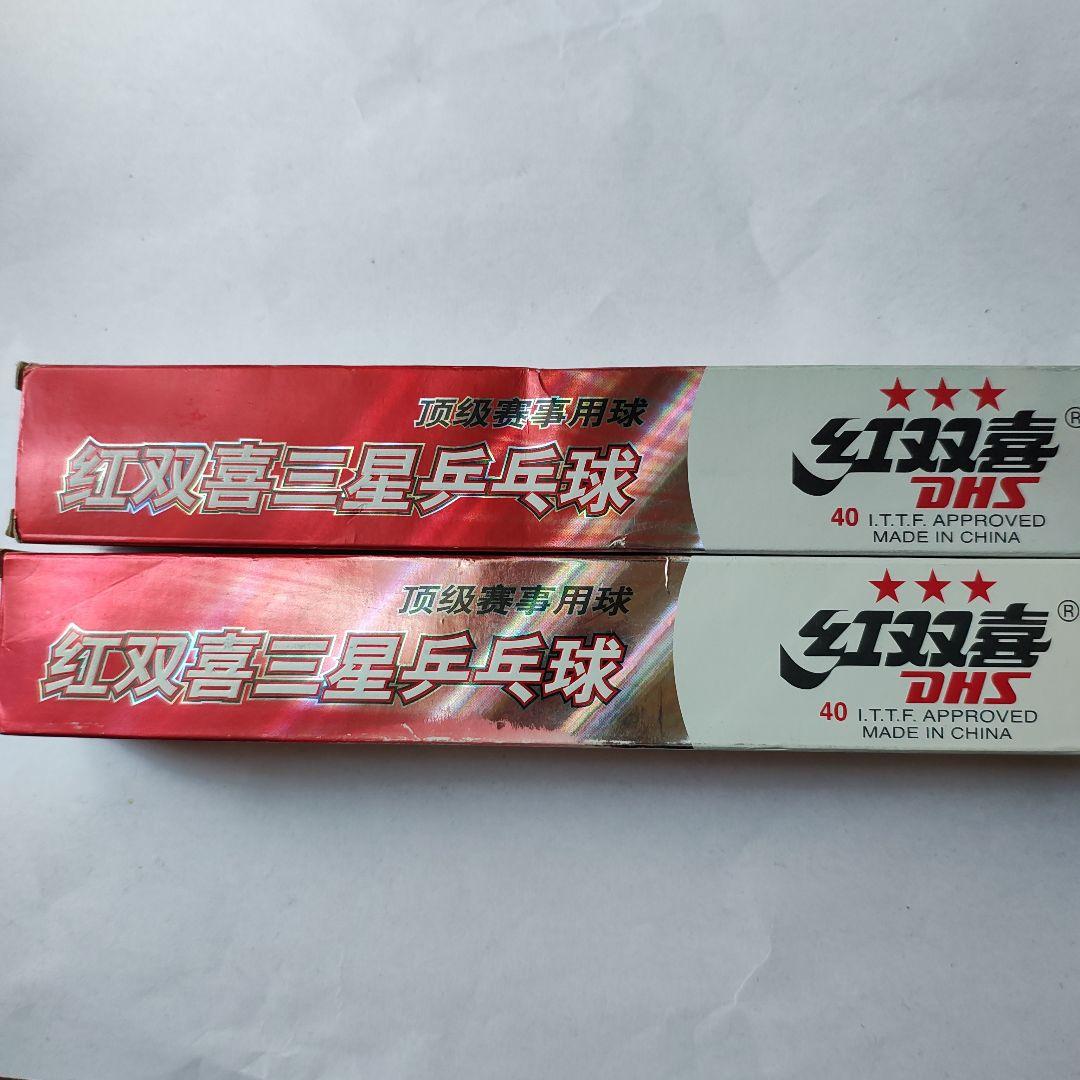 顶级赛事用球
红双喜三星乒乓球
★★★
红双喜®
DHS
40 I.T.T.F. APPROVED
MADE IN CHINA
顶级赛事用球
红双喜三星乒乓球
★★★
红双喜®
DHS
40 I.T.T.F. APPROVED
MADE IN CHINA